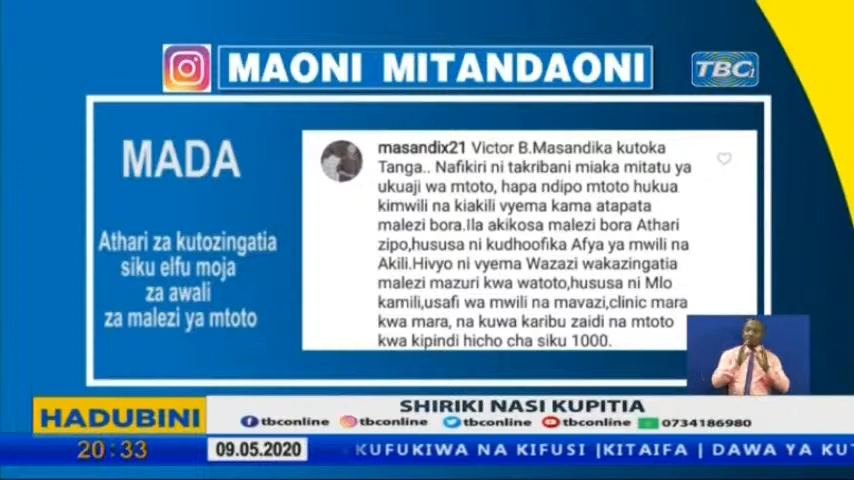 MAONI MITANDAONI
TBC1
MADA
Athari za kutozingatia
siku elfu moja
za awali
za malezi ya mtoto
masandix21 Victor B.Masandika kutoka
Tanga.. Nafikiri ni takribani miaka mitatu ya
ukuaji wa mtoto, hapa ndipo mtoto hukua
kimwili na kiakili vyema kama atapata
malezi bora.Ila akikosa malezi bora Athari
zipo,hususa ni kudhoofika Afya ya mwili na
Akili.Hivyo ni vyema Wazazi wakazingatia
malezi mazuri kwa watoto,hususa ni Mlo
kamili,usafi wa mwili na mavazi,clinic mara
kwa mara, na kuwa karibu zaidi na mtoto
kwa kipindi hicho cha siku 1000.
HADUBINI
SHIRIKI NASI KUPITIA
tbconline tbconline tbconline tbconline 0734186980
20:33
09.05.2020
KUFUKIWA NA KIFUSI |KITAIFA | DAWA YA KUT